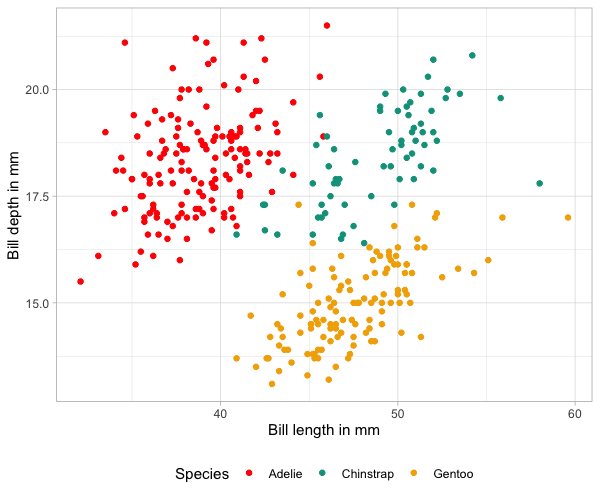 20.0
17.5
15.0
Bill depth in mm
40
50
60
Bill length in mm
Species Adelie Chinstrap Gentoo